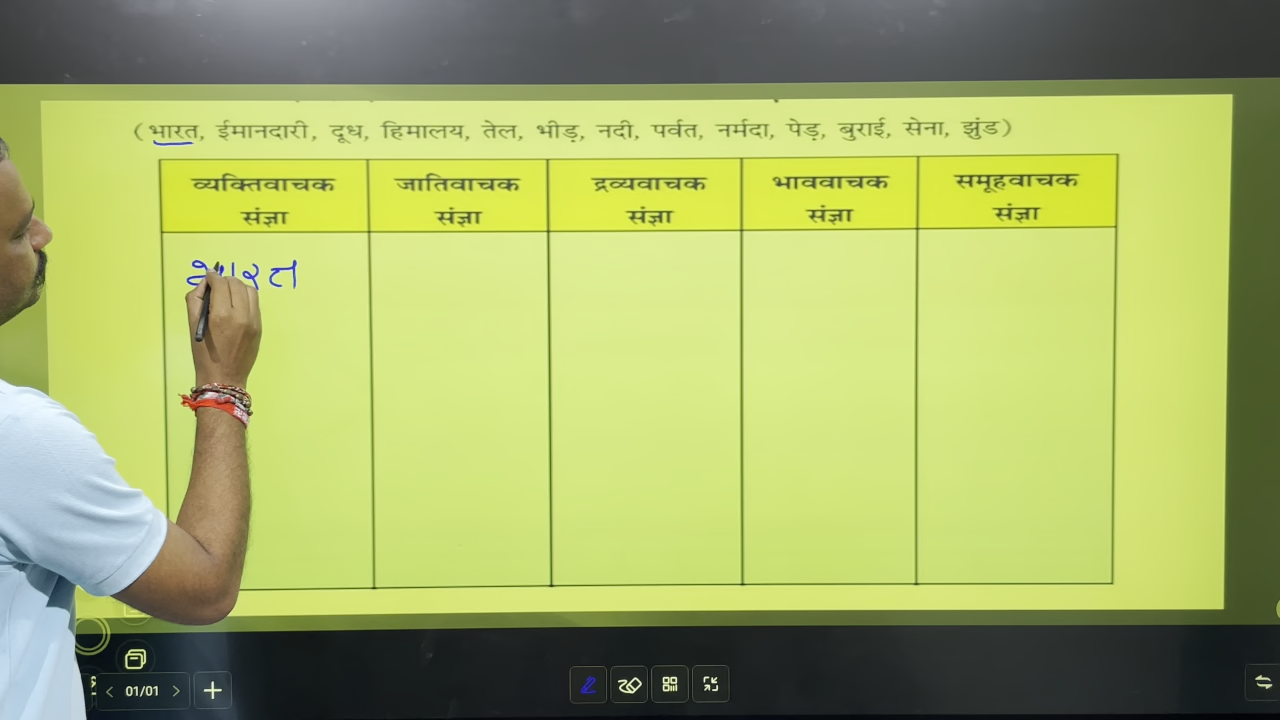 (भारत, ईमानदारी, दूध, हिमालय, तेल, भीड़, नदी, पर्वत, नर्मदा, पेड़, बुराई, सेना, झुंड)
व्यक्तिवाचक संज्ञा
जातिवाचक संज्ञा
द्रव्यवाचक संज्ञा
भाववाचक संज्ञा
समूहवाचक संज्ञा
भारत
01/01